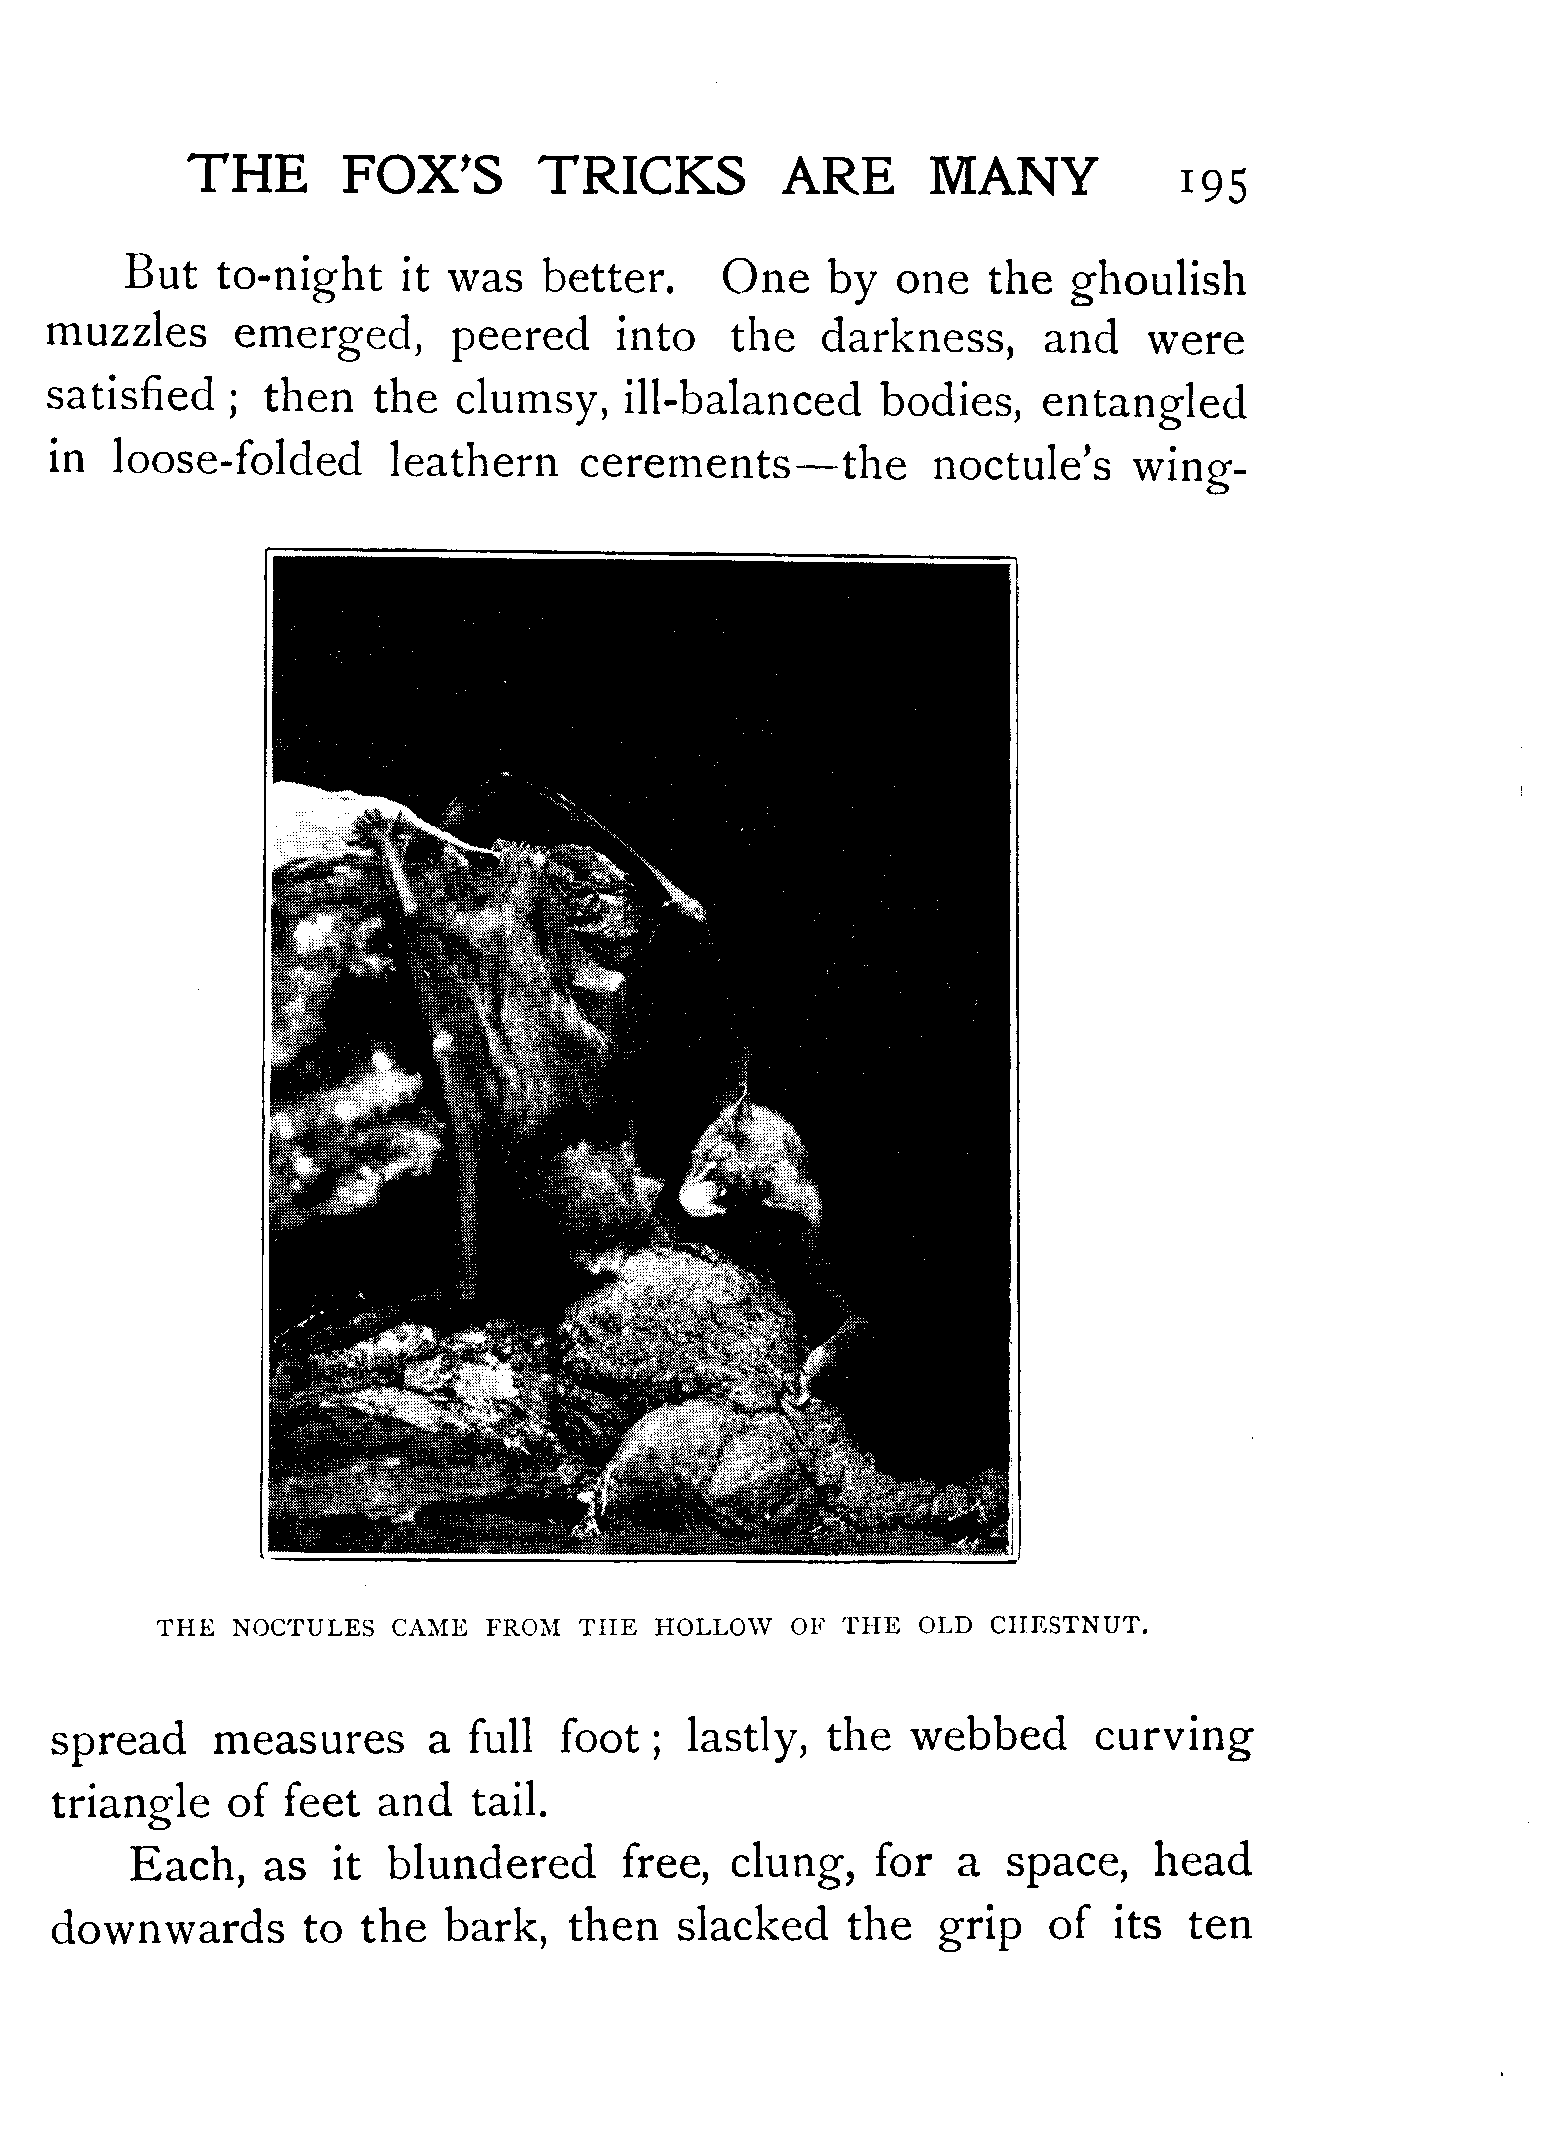 THE FOX'S TRICKS ARE MANY 195
But to-night it was better. One by one the ghoulish
muzzles emerged, peered into the darkness, and were
satisfied ; then the clumsy, ill-balanced bodies, entangled
in loose-folded leathern cerements—the noctule's wing-
THE NOCTULES CAME FROM THE HOLLOW OF THE OLD CHESTNUT.
spread measures a full foot ; lastly, the webbed curving
triangle of feet and tail.
Each, as it blundered free, clung, for a space, head
downwards to the bark, then slacked the grip of its ten